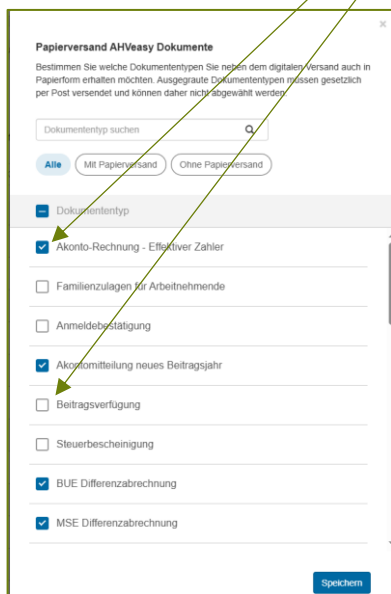 Papierversand AHVeasy Dokumente
Bestimmen Sie welche Dokumententypen Sie neben dem digitalen Versand auch in
Papierform erhalten möchten. Ausgegraute Dokumententypen müssen gesetzlich
per Post versendet und können daher nicht abgewählt werden.
Dokumententyp suchen
Alle Mit Papierversand Ohne Papierversand
Dokumententyp
Akonto-Rechnung - Effektiver Zahler
Familienzulagen für Arbeitnehmende
Anmeldebestätigung
Akontomitteilung neues Beitragsjahr
Beitragsverfügung
Steuerbescheinigung
BUE Differenzabrechnung
MSE Differenzabrechnung
Speichern